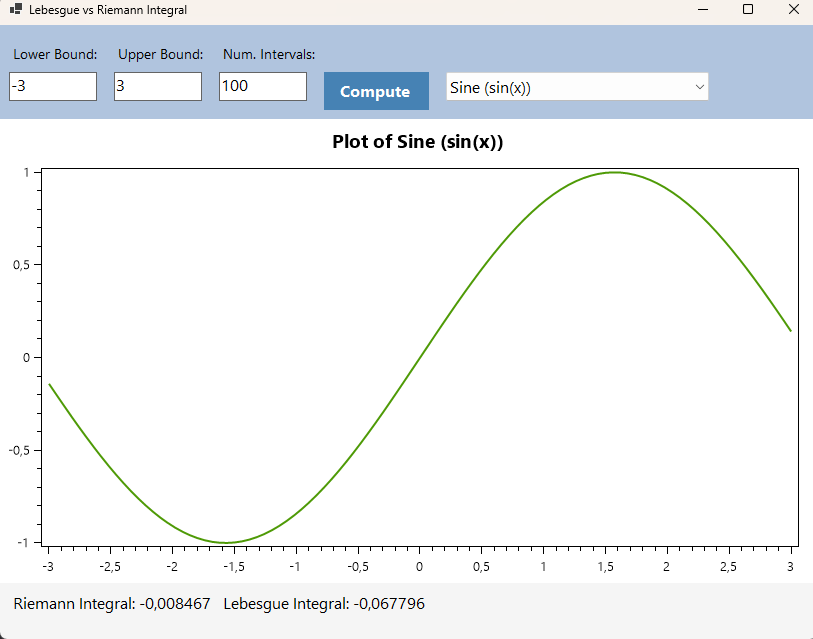 Lebesgue vs Riemann Integral
Lower Bound: Upper Bound: Num. Intervals:
-3 3 100 Compute Sine (sin(x))
Plot of Sine (sin(x))
1
0,5
0
-0,5
-1
-3 -2,5 -2 -1,5 -1 -0,5 0 0,5 1 1,5 2 2,5 3
Riemann Integral: -0,008467 Lebesgue Integral: -0,067796